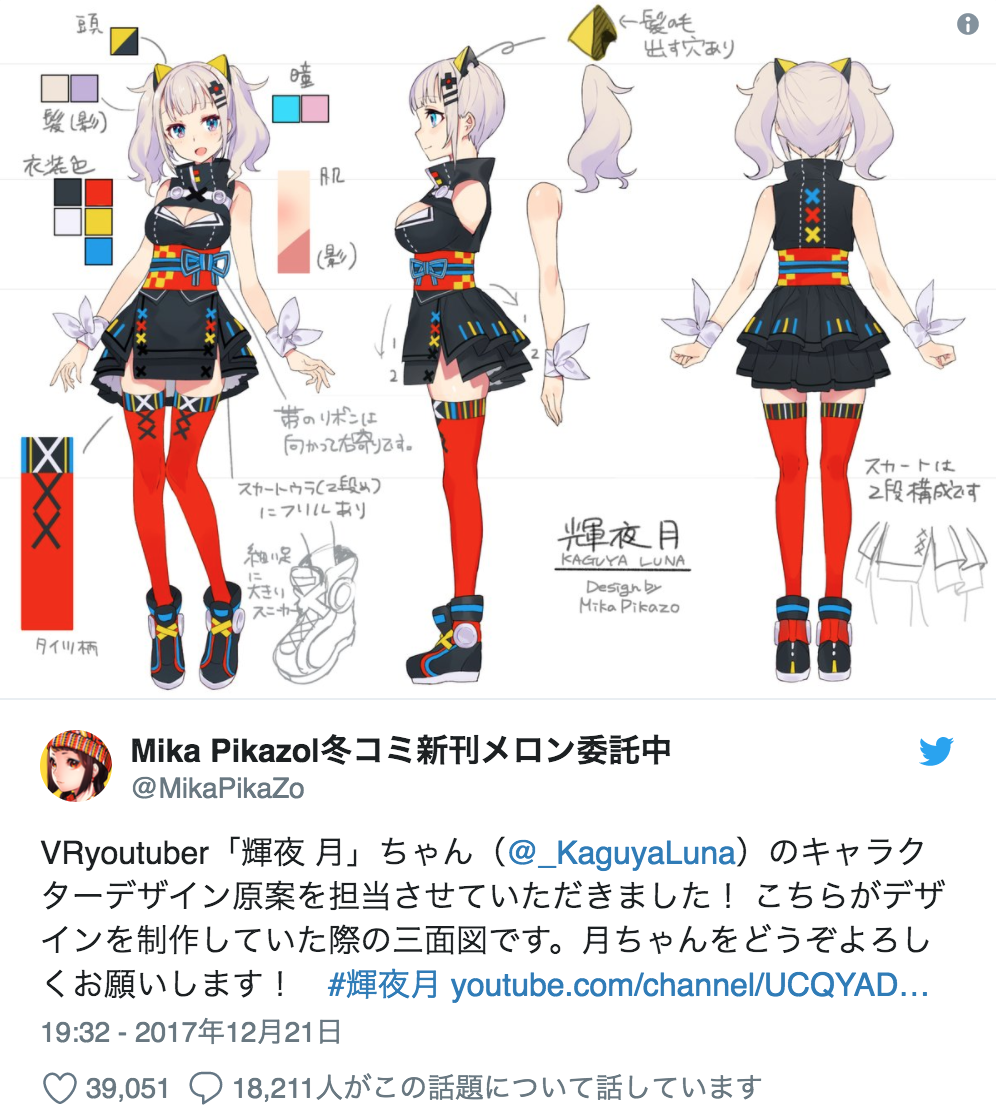 頭
←髪の毛
出す穴あり
瞳
髪(影)
衣装色
肌
(影)
1
2
1
2
帯のリボンは
向かって右寄りです。
スカートウラ(2段め)
にフリルあり
スカートは
2段構成です
細い足
に
大きい
スニーカー
輝夜月
KAGUYA LUNA
Design by
Mika Pikazo
タイツ柄
Mika Pikazo|冬コミ新刊メロン委託中
@MikaPikaZo
VRyoutuber「輝夜 月」ちゃん（@_KaguyaLuna）のキャラク
ターデザイン原案を担当させていただきました！ こちらがデザ
インを制作していた際の三面図です。月ちゃんをどうぞよろし
くお願いします！　#輝夜月 youtube.com/channel/UCQYAD…
19:32 - 2017年12月21日
39,051 18,211人がこの話題について話しています